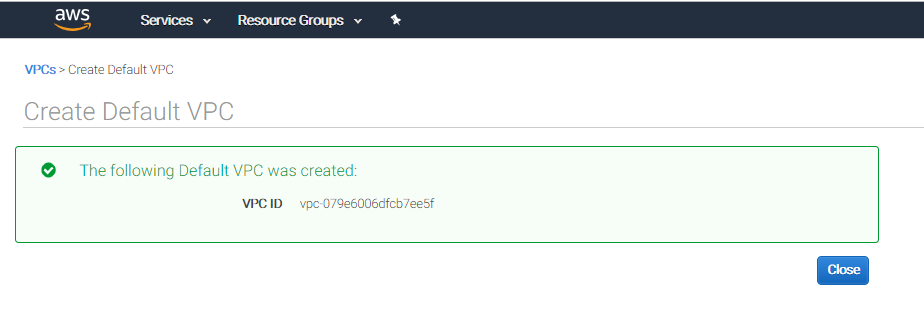 aws Services Resource Groups
VPCs > Create Default VPC
Create Default VPC
The following Default VPC was created:
VPC ID vpc-079e6006dfcb7ee5f
Close